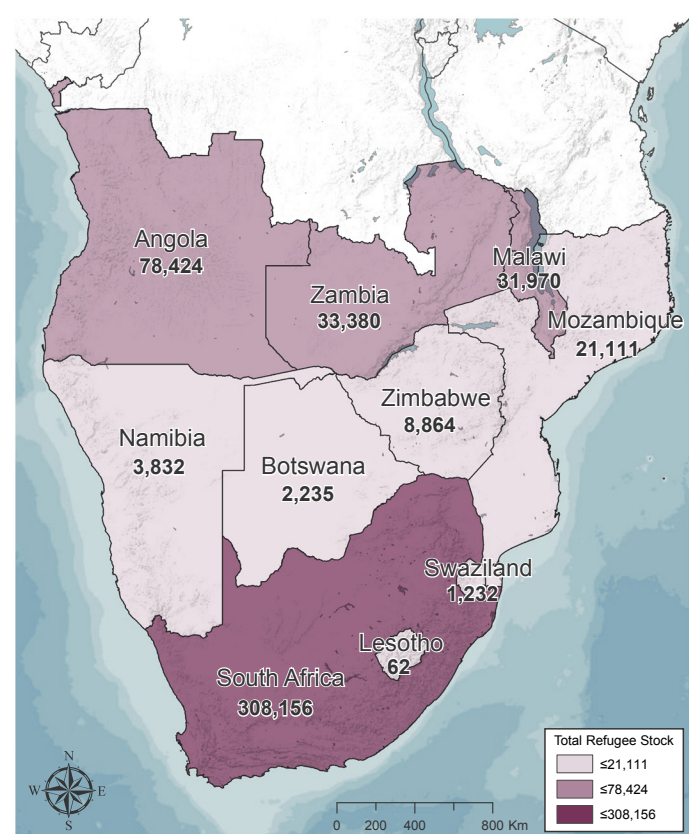 Angola
78,424
Zambia
33,380
Malawi
31,970
Mozambique
21,111
Zimbabwe
8,864
Namibia
3,832
Botswana
2,235
Swaziland
1,232
Lesotho
62
South Africa
308,156
N
W E
S
0 200 400 800 Km
Total Refugee Stock
≤21,111
≤78,424
≤308,156